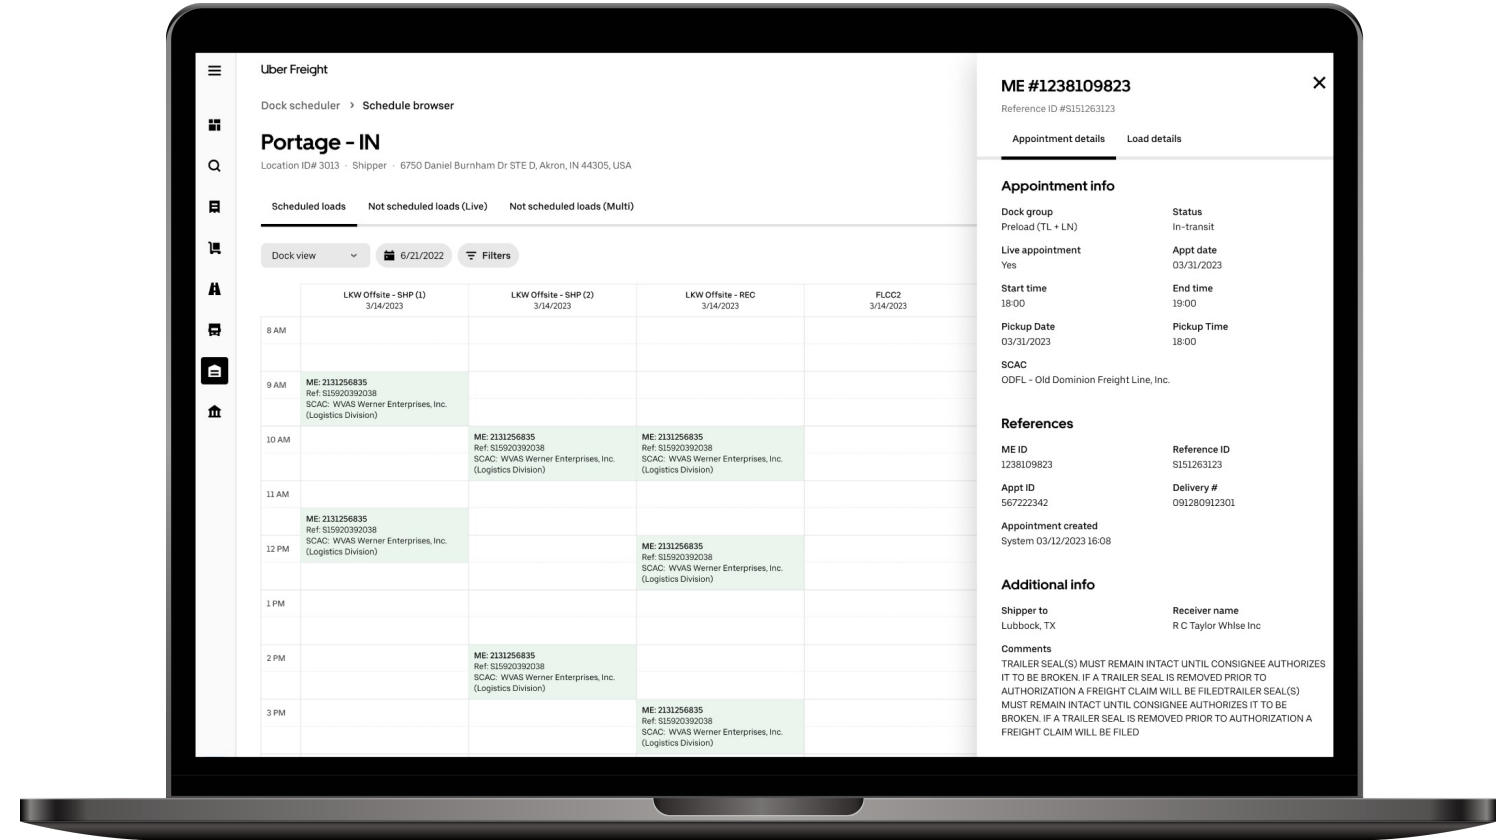 Uber Freight
Dock scheduler > Schedule browser
Portage - IN
Location ID# 3013 · Shipper · 6750 Daniel Burnham Dr STE D, Akron, IN 44305, USA
Scheduled loads Not scheduled loads (Live) Not scheduled loads (Multi)
Dock view 6/21/2022 Filters
LKW Offsite - SHP (1) LKW Offsite - SHP (2) LKW Offsite - REC FLCC2
3/14/2023 3/14/2023 3/14/2023 3/14/2023
8 AM
9 AM
ME: 2131256835
Ref: S15920392038
SCAC: WVAS Werner Enterprises, Inc.
(Logistics Division)
10 AM
ME: 2131256835
Ref: S15920392038
SCAC: WVAS Werner Enterprises, Inc.
(Logistics Division)
ME: 2131256835
Ref: S15920392038
SCAC: WVAS Werner Enterprises, Inc.
(Logistics Division)
11 AM
ME: 2131256835
Ref: S15920392038
SCAC: WVAS Werner Enterprises, Inc.
(Logistics Division)
12 PM
ME: 2131256835
Ref: S15920392038
SCAC: WVAS Werner Enterprises, Inc.
(Logistics Division)
1 PM
2 PM
ME: 2131256835
Ref: S15920392038
SCAC: WVAS Werner Enterprises, Inc.
(Logistics Division)
3 PM
ME: 2131256835
Ref: S15920392038
SCAC: WVAS Werner Enterprises, Inc.
(Logistics Division)
ME #1238109823
Reference ID #S151263123
Appointment details Load details
Appointment info
Dock group Status
Preload (TL + LN) In-transit
Live appointment Appt date
Yes 03/31/2023
Start time End time
18:00 19:00
Pickup Date Pickup Time
03/31/2023 18:00
SCAC
ODFL - Old Dominion Freight Line, Inc.
References
ME ID Reference ID
1238109823 S151263123
Appt ID Delivery #
567222342 091280912301
Appointment created
System 03/12/2023 16:08
Additional info
Shipper to Receiver name
Lubbock, TX R C Taylor Whlse Inc
Comments
TRAILER SEAL(S) MUST REMAIN INTACT UNTIL CONSIGNEE AUTHORIZES
IT TO BE BROKEN. IF A TRAILER SEAL IS REMOVED PRIOR TO
AUTHORIZATION A FREIGHT CLAIM WILL BE FILEDTRAILER SEAL(S)
MUST REMAIN INTACT UNTIL CONSIGNEE AUTHORIZES IT TO BE
BROKEN. IF A TRAILER SEAL IS REMOVED PRIOR TO AUTHORIZATION A
FREIGHT CLAIM WILL BE FILED